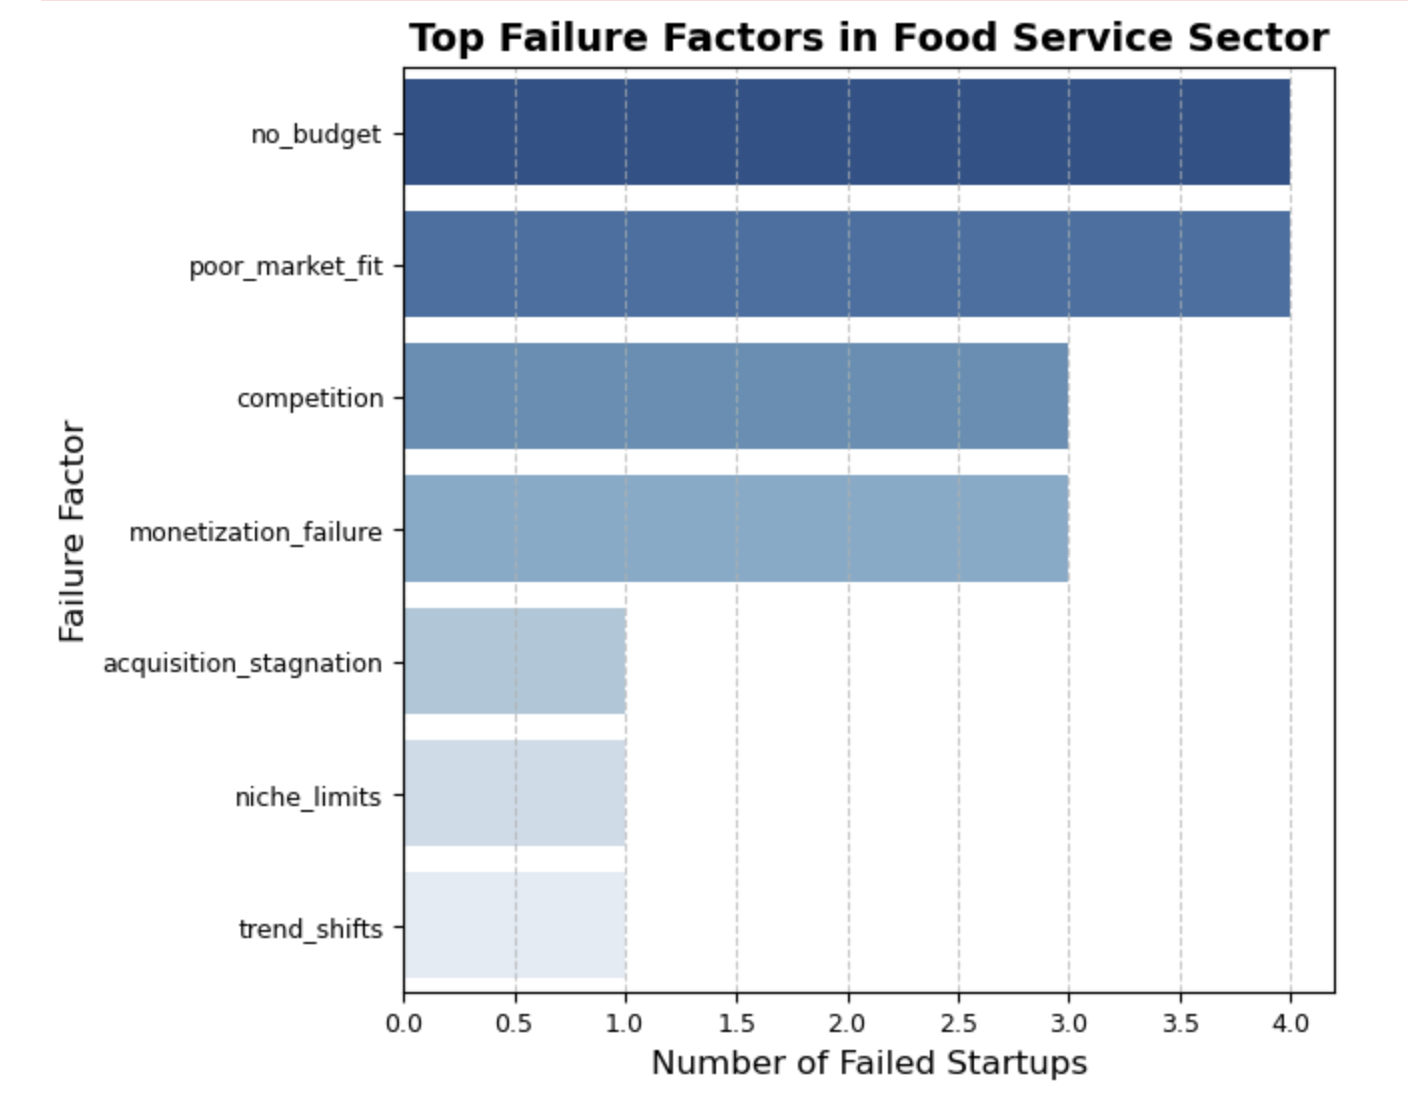 Top Failure Factors in Food Service Sector
no_budget
poor_market_fit
competition
monetization_failure
acquisition_stagnation
niche_limits
trend_shifts
Failure Factor
0.0 0.5 1.0 1.5 2.0 2.5 3.0 3.5 4.0
Number of Failed Startups